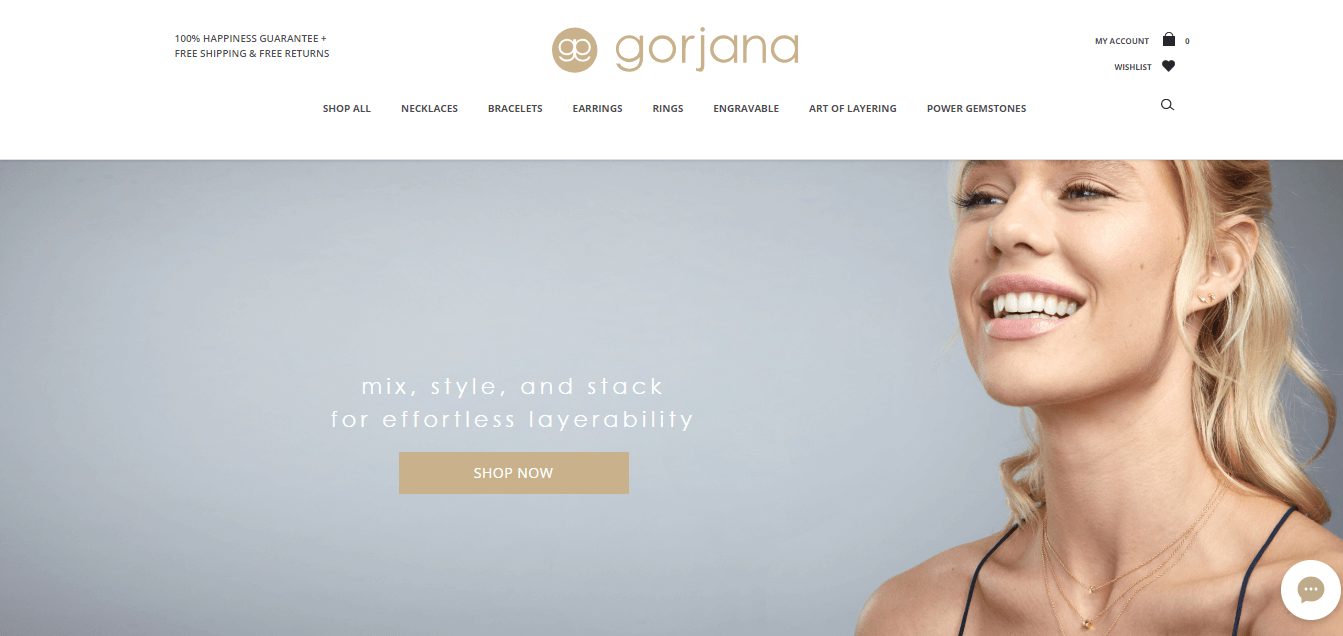 100% HAPPINESS GUARANTEE +
FREE SHIPPING & FREE RETURNS
ge gorjana
MY ACCOUNT 0
WISHLIST
SHOP ALL NECKLACES BRACELETS EARRINGS RINGS ENGRAVABLE ART OF LAYERING POWER GEMSTONES
mix, style, and stack
for effortless layerability
SHOP NOW